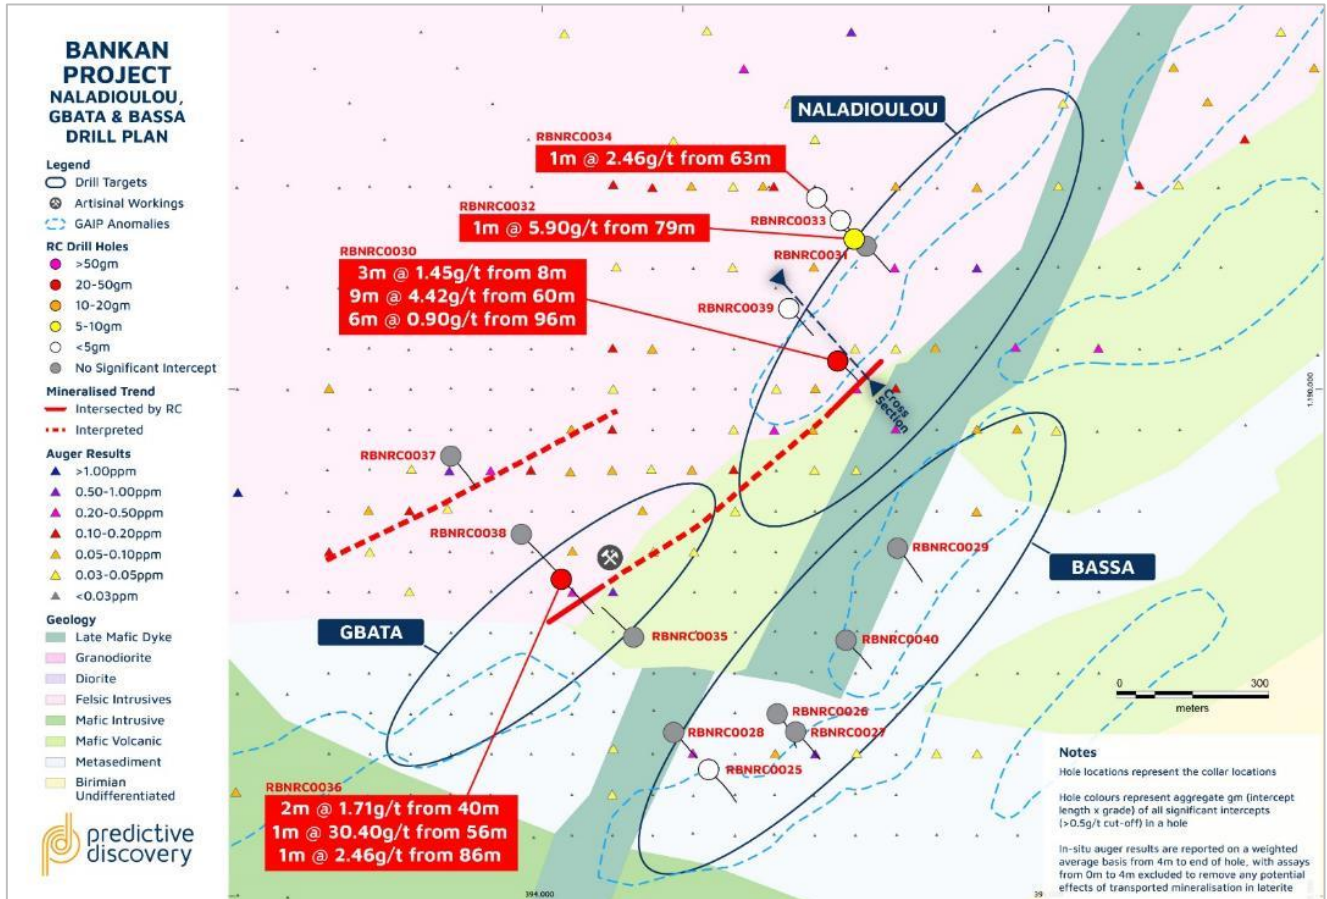 BANKAN
PROJECT
NALADIOULOU,
GBATA & BASSA
DRILL PLAN
Legend
Drill Targets
Artisinal Workings
GAIP Anomalies
RC Drill Holes
>50gm
20-50gm
10-20gm
5-10gm
<5gm
No Significant Intercept
Mineralised Trend
Intersected by RC
Interpreted
Auger Results
>1.00ppm
0.50-1.00ppm
0.20-0.50ppm
0.10-0.20ppm
0.05-0.10ppm
0.03-0.05ppm
<0.03ppm
Geology
Late Mafic Dyke
Granodiorite
Diorite
Felsic Intrusives
Mafic Intrusive
Mafic Volcanic
Metasediment
Birimian
Undifferentiated
predictive
discovery
NALADIOULOU
RBNRC0034
1m @ 2.46g/t from 63m
RBNRC0032
1m @ 5.90g/t from 79m
RBNRC0033
RBNRC0031
RBNRC0030
3m @ 1.45g/t from 8m
9m @ 4.42g/t from 60m
6m @ 0.90g/t from 96m
RBNRC0039
Cross
Section
RBNRC0037
RBNRC0038
RBNRC0029
BASSA
GBATA
RBNRC0035
RBNRC0040
RBNRC0026
RBNRC0028
RBNRC0027
RBNRC0025
RBNRC0036
2m @ 1.71g/t from 40m
1m @ 30.40g/t from 56m
1m @ 2.46g/t from 86m
0 300
meters
Notes
Hole locations represent the collar locations
Hole colours represent aggregate gm (intercept
length x grade) of all significant intercepts
(>0.5g/t cut-off) in a hole
In-situ auger results are reported on a weighted
average basis from 4m to end of hole, with assays
from 0m to 4m excluded to remove any potential
effects of transported mineralisation in laterite
394.000
39